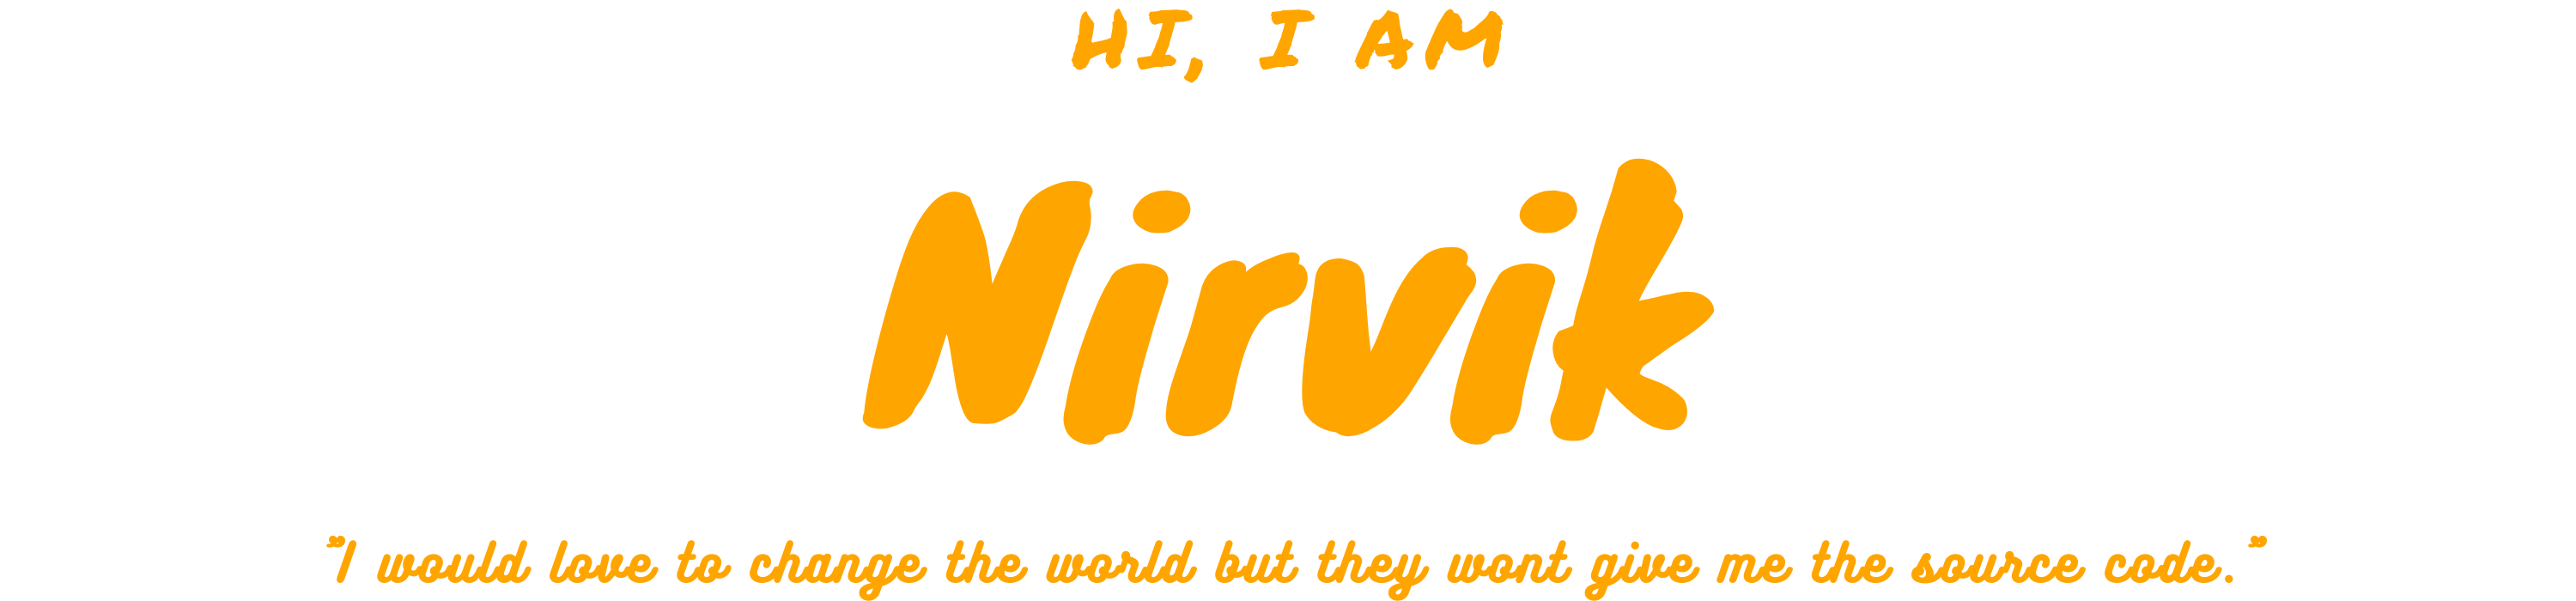 HI, I AM
Nirvik
"I would love to change the world but they wont give me the source code."